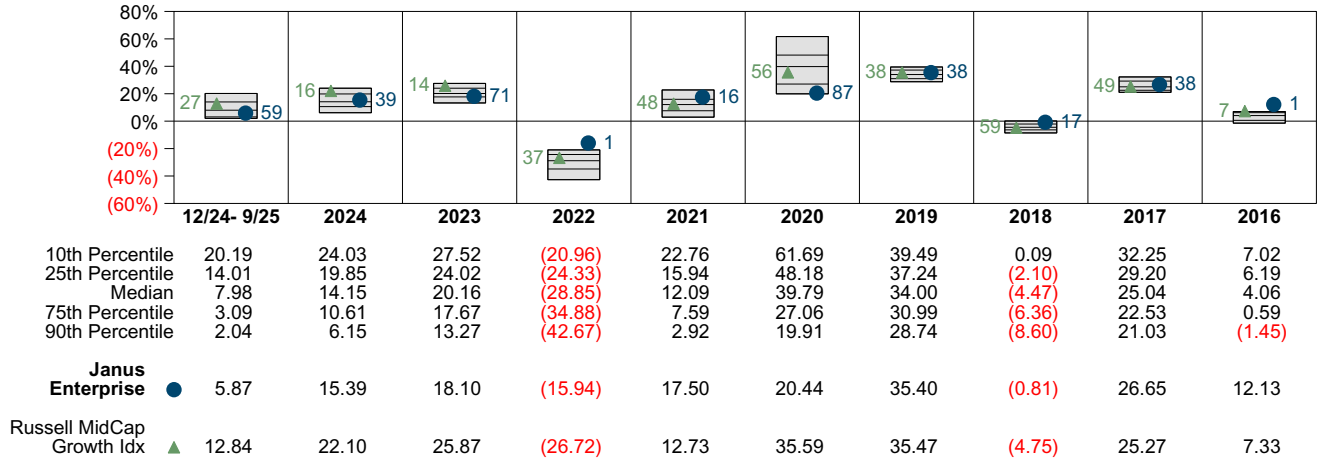 80%
60%
40%
20%
0%
(20%)
(40%)
(60%)
27 59 16 39 14 71 37 1 48 16 56 87 38 38 59 17 49 38 7 1
12/24- 9/25 2024 2023 2022 2021 2020 2019 2018 2017 2016
10th Percentile 20.19 24.03 27.52 (20.96) 22.76 61.69 39.49 0.09 32.25 7.02
25th Percentile 14.01 19.85 24.02 (24.33) 15.94 48.18 37.24 (2.10) 29.20 6.19
Median 7.98 14.15 20.16 (28.85) 12.09 39.79 34.00 (4.47) 25.04 4.06
75th Percentile 3.09 10.61 17.67 (34.88) 7.59 27.06 30.99 (6.36) 22.53 0.59
90th Percentile 2.04 6.15 13.27 (42.67) 2.92 19.91 28.74 (8.60) 21.03 (1.45)
Janus
Enterprise 5.87 15.39 18.10 (15.94) 17.50 20.44 35.40 (0.81) 26.65 12.13
Russell MidCap
Growth Idx 12.84 22.10 25.87 (26.72) 12.73 35.59 35.47 (4.75) 25.27 7.33